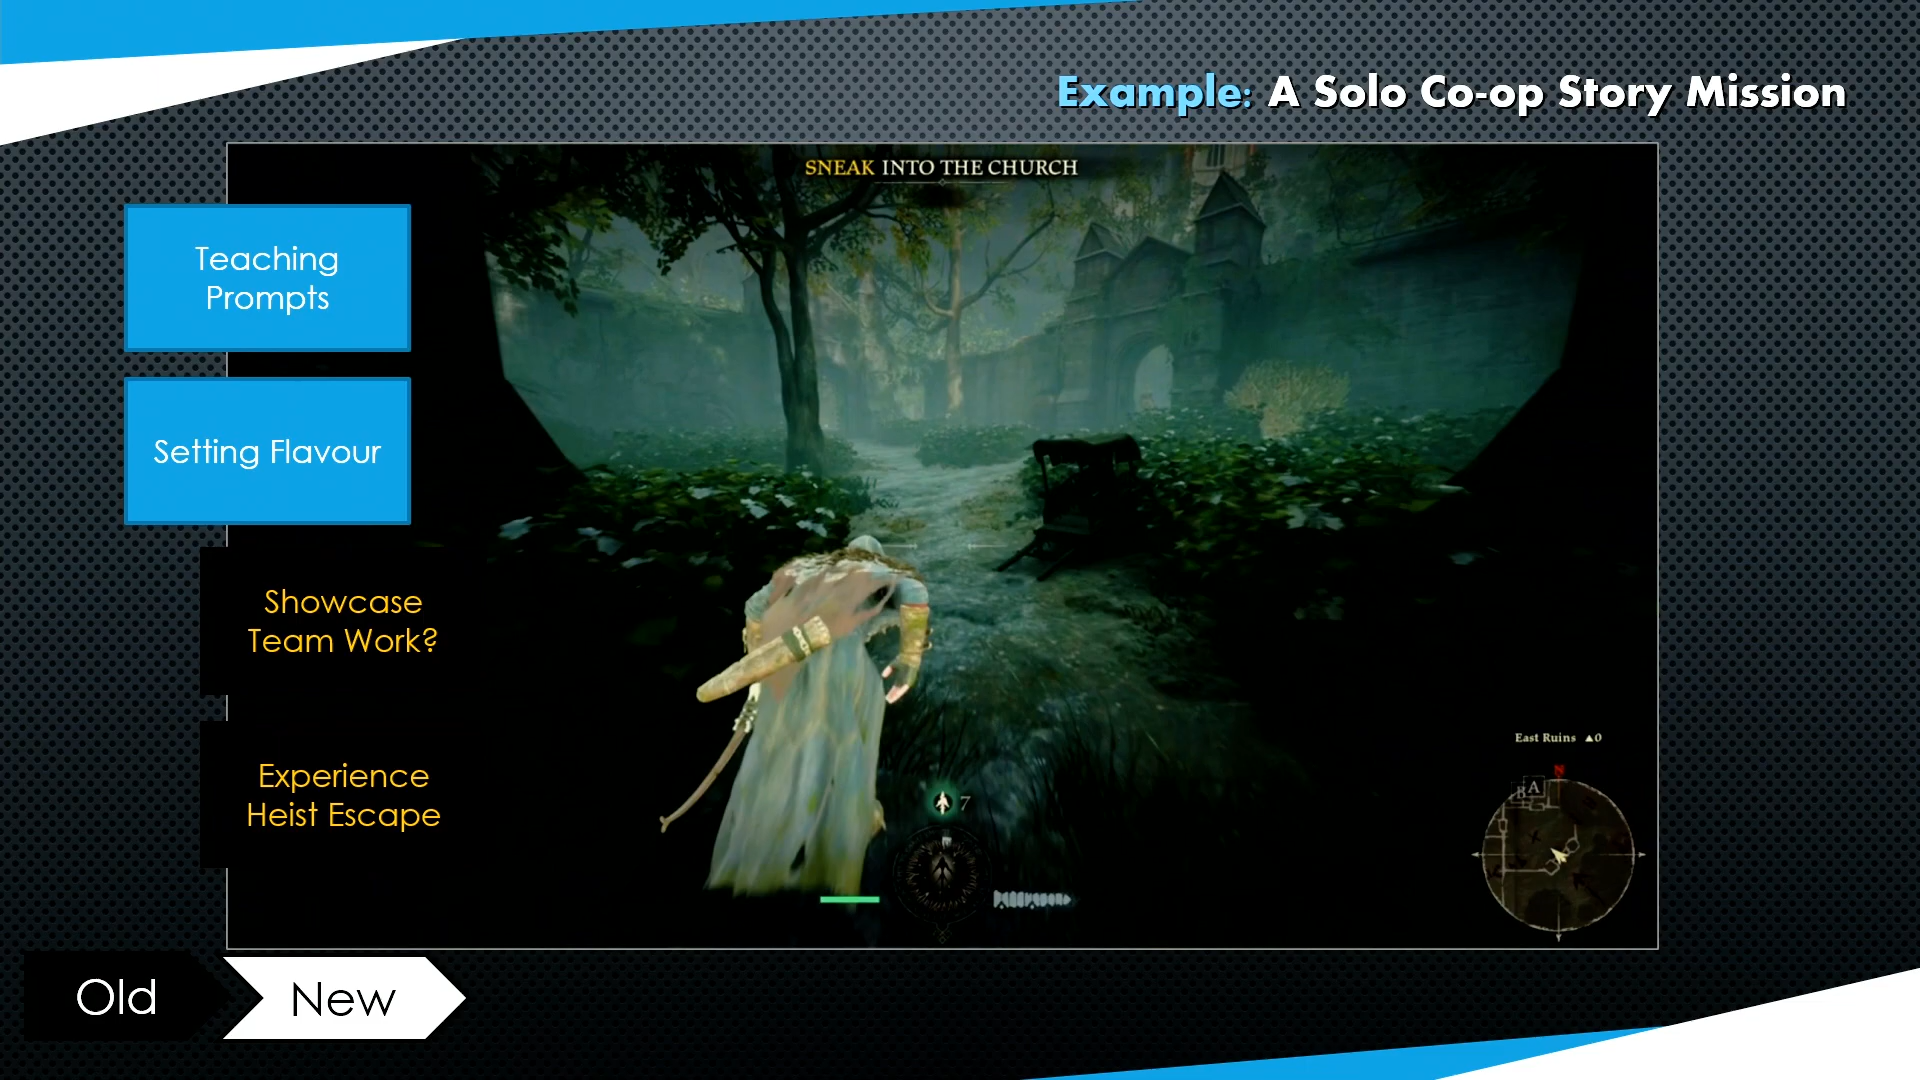 Example: A Solo Co-op Story Mission
SNEAK INTO THE CHURCH
Teaching
Prompts
Setting Flavour
Showcase
Team Work?
Experience
Heist Escape
7
East Ruins ▲0
N
A
B
Old
New